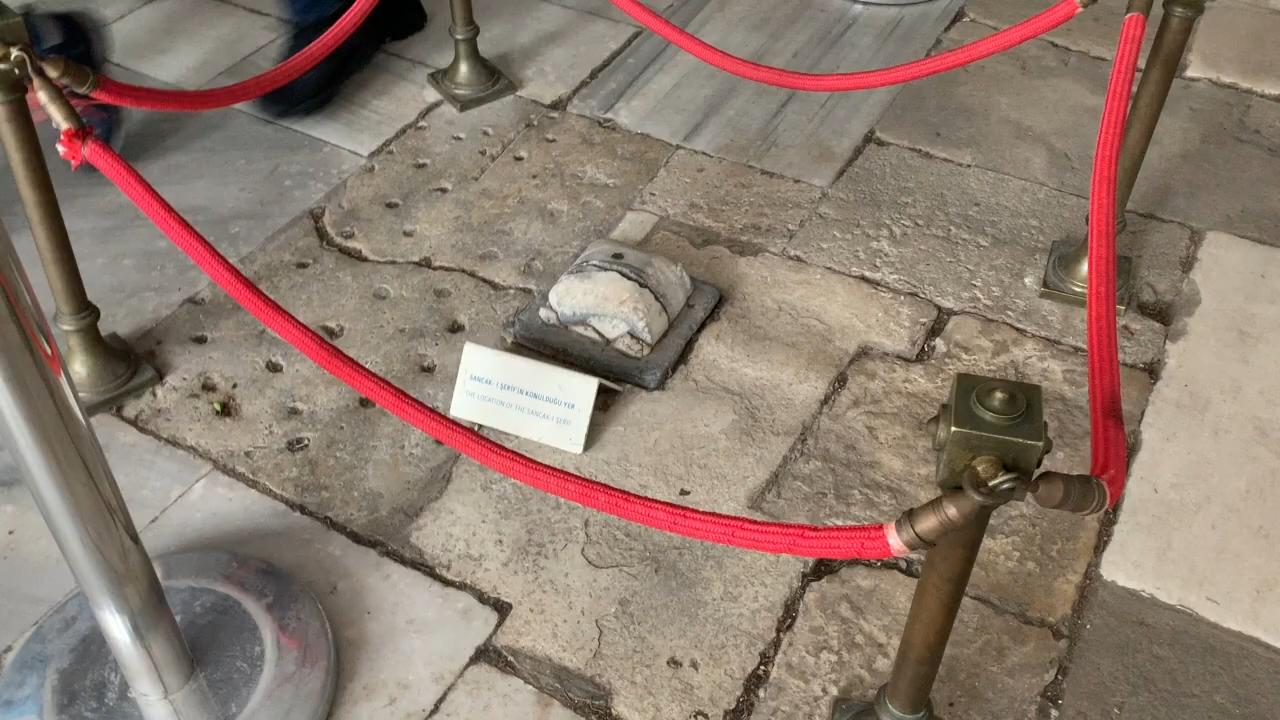 SANCAK-I ŞERİF'İN KONULDUĞU YER
THE LOCATION OF THE SANCAK-I ŞERİF